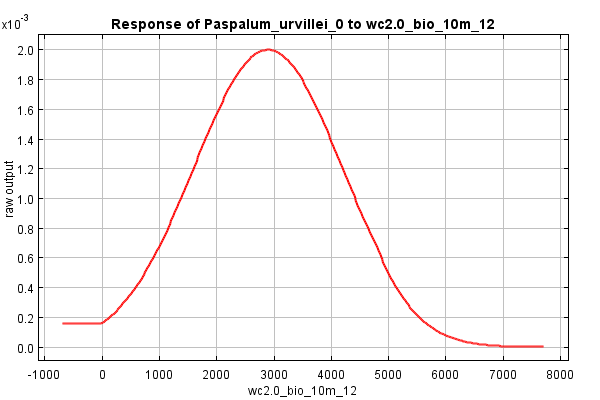 Response of Paspalum_urvillei_0 to wc2.0_bio_10m_12
x10⁻³
2.0
1.8
1.6
1.4
1.2
1.0
0.8
0.6
0.4
0.2
0.0
raw output
-1000 0 1000 2000 3000 4000 5000 6000 7000 8000
wc2.0_bio_10m_12